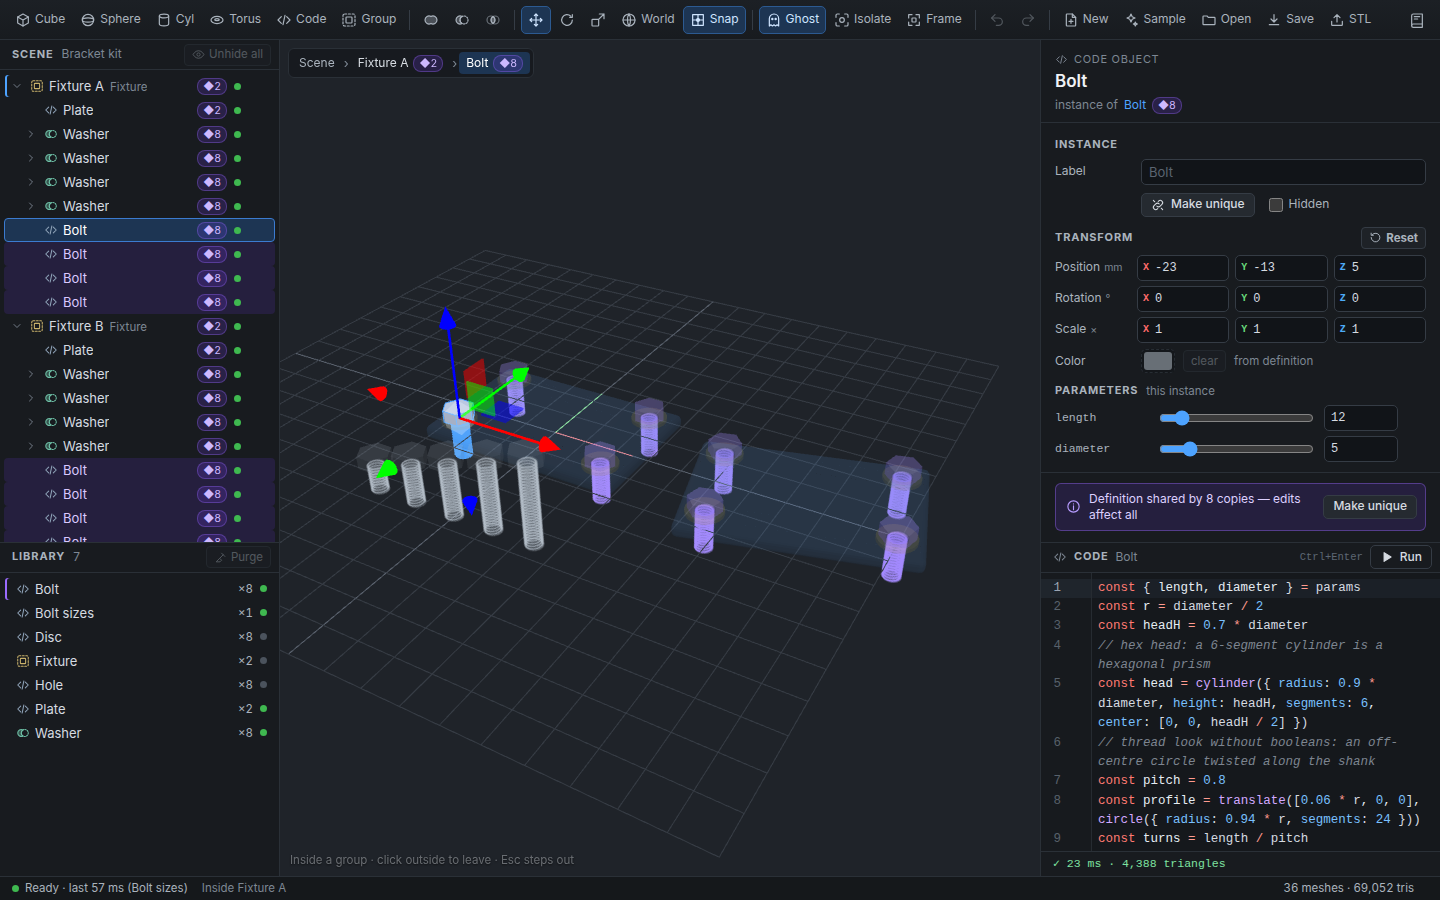 Cube Sphere Cyl Torus Code Group World Snap Ghost Isolate Frame New Sample Open Save STL
SCENE Bracket kit Unhide all
Fixture A Fixture 2
Plate 2
Washer 8
Washer 8
Washer 8
Washer 8
Bolt 8
Bolt 8
Bolt 8
Bolt 8
Fixture B Fixture 2
Plate 2
Washer 8
Washer 8
Washer 8
Washer 8
Bolt 8
Bolt 8
Bolt 8
Bolt 8
LIBRARY 7 Purge
Bolt ×8
Bolt sizes ×1
Disc ×8
Fixture ×2
Hole ×8
Plate ×2
Washer ×8
Scene › Fixture A 2 › Bolt 8
Inside a group · click outside to leave · Esc steps out
CODE OBJECT
Bolt
instance of Bolt 8
INSTANCE
Label Bolt
Make unique Hidden
TRANSFORM Reset
Position mm X -23 Y -13 Z 5
Rotation ° X 0 Y 0 Z 0
Scale × X 1 Y 1 Z 1
Color clear from definition
PARAMETERS this instance
length 12
diameter 5
Definition shared by 8 copies — edits
affect all
Make unique
CODE Bolt Ctrl+Enter Run
1 const { length, diameter } = params
2 const r = diameter / 2
3 const headH = 0.7 * diameter
4 // hex head: a 6-segment cylinder is a
hexagonal prism
5 const head = cylinder({ radius: 0.9 *
diameter, height: headH, segments: 6,
center: [0, 0, headH / 2] })
6 // thread look without booleans: an off-
centre circle twisted along the shank
7 const pitch = 0.8
8 const profile = translate([0.06 * r, 0, 0],
circle({ radius: 0.94 * r, segments: 24 }))
9 const turns = length / pitch
✓ 23 ms · 4,388 triangles
Ready · last 57 ms (Bolt sizes) Inside Fixture A
36 meshes · 69,052 tris